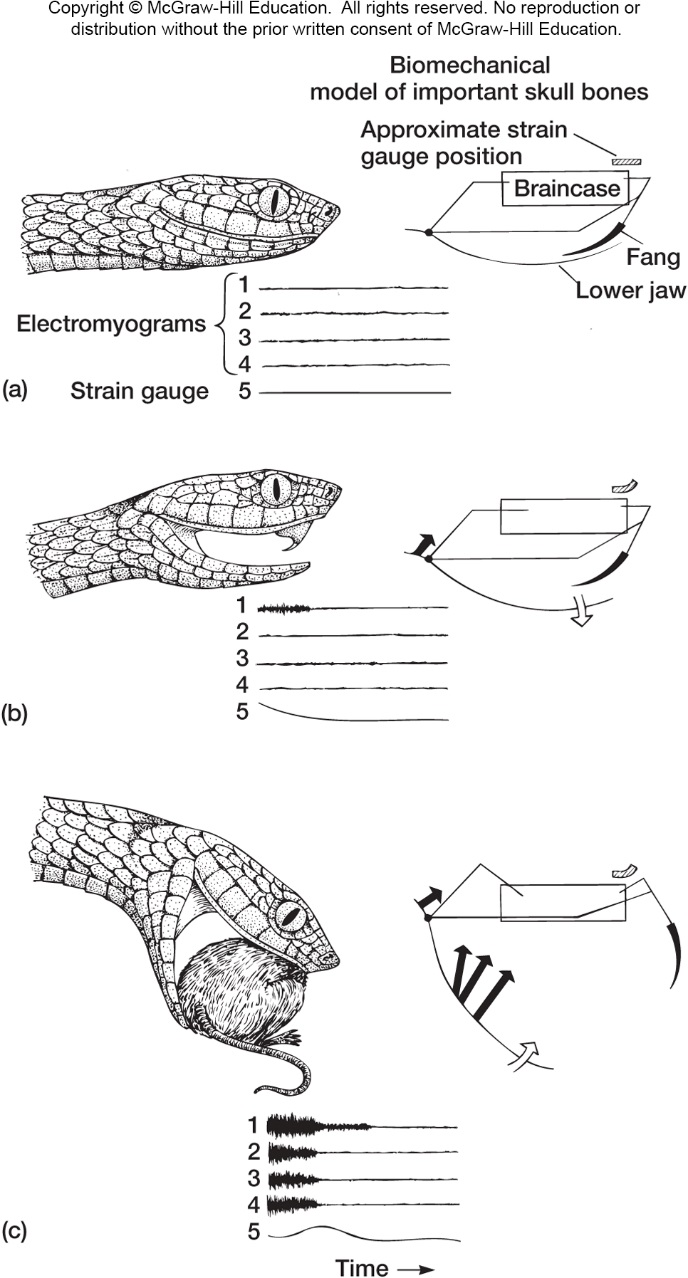 Copyright © McGraw-Hill Education.  All rights reserved. No reproduction or
distribution without the prior written consent of McGraw-Hill Education.
Biomechanical
model of important skull bones
Approximate strain
gauge position
Braincase
Fang
Lower jaw
Electromyograms
1
2
3
4
(a)
Strain gauge 5
1
2
3
4
(b)
5
1
2
3
4
(c)
5
Time